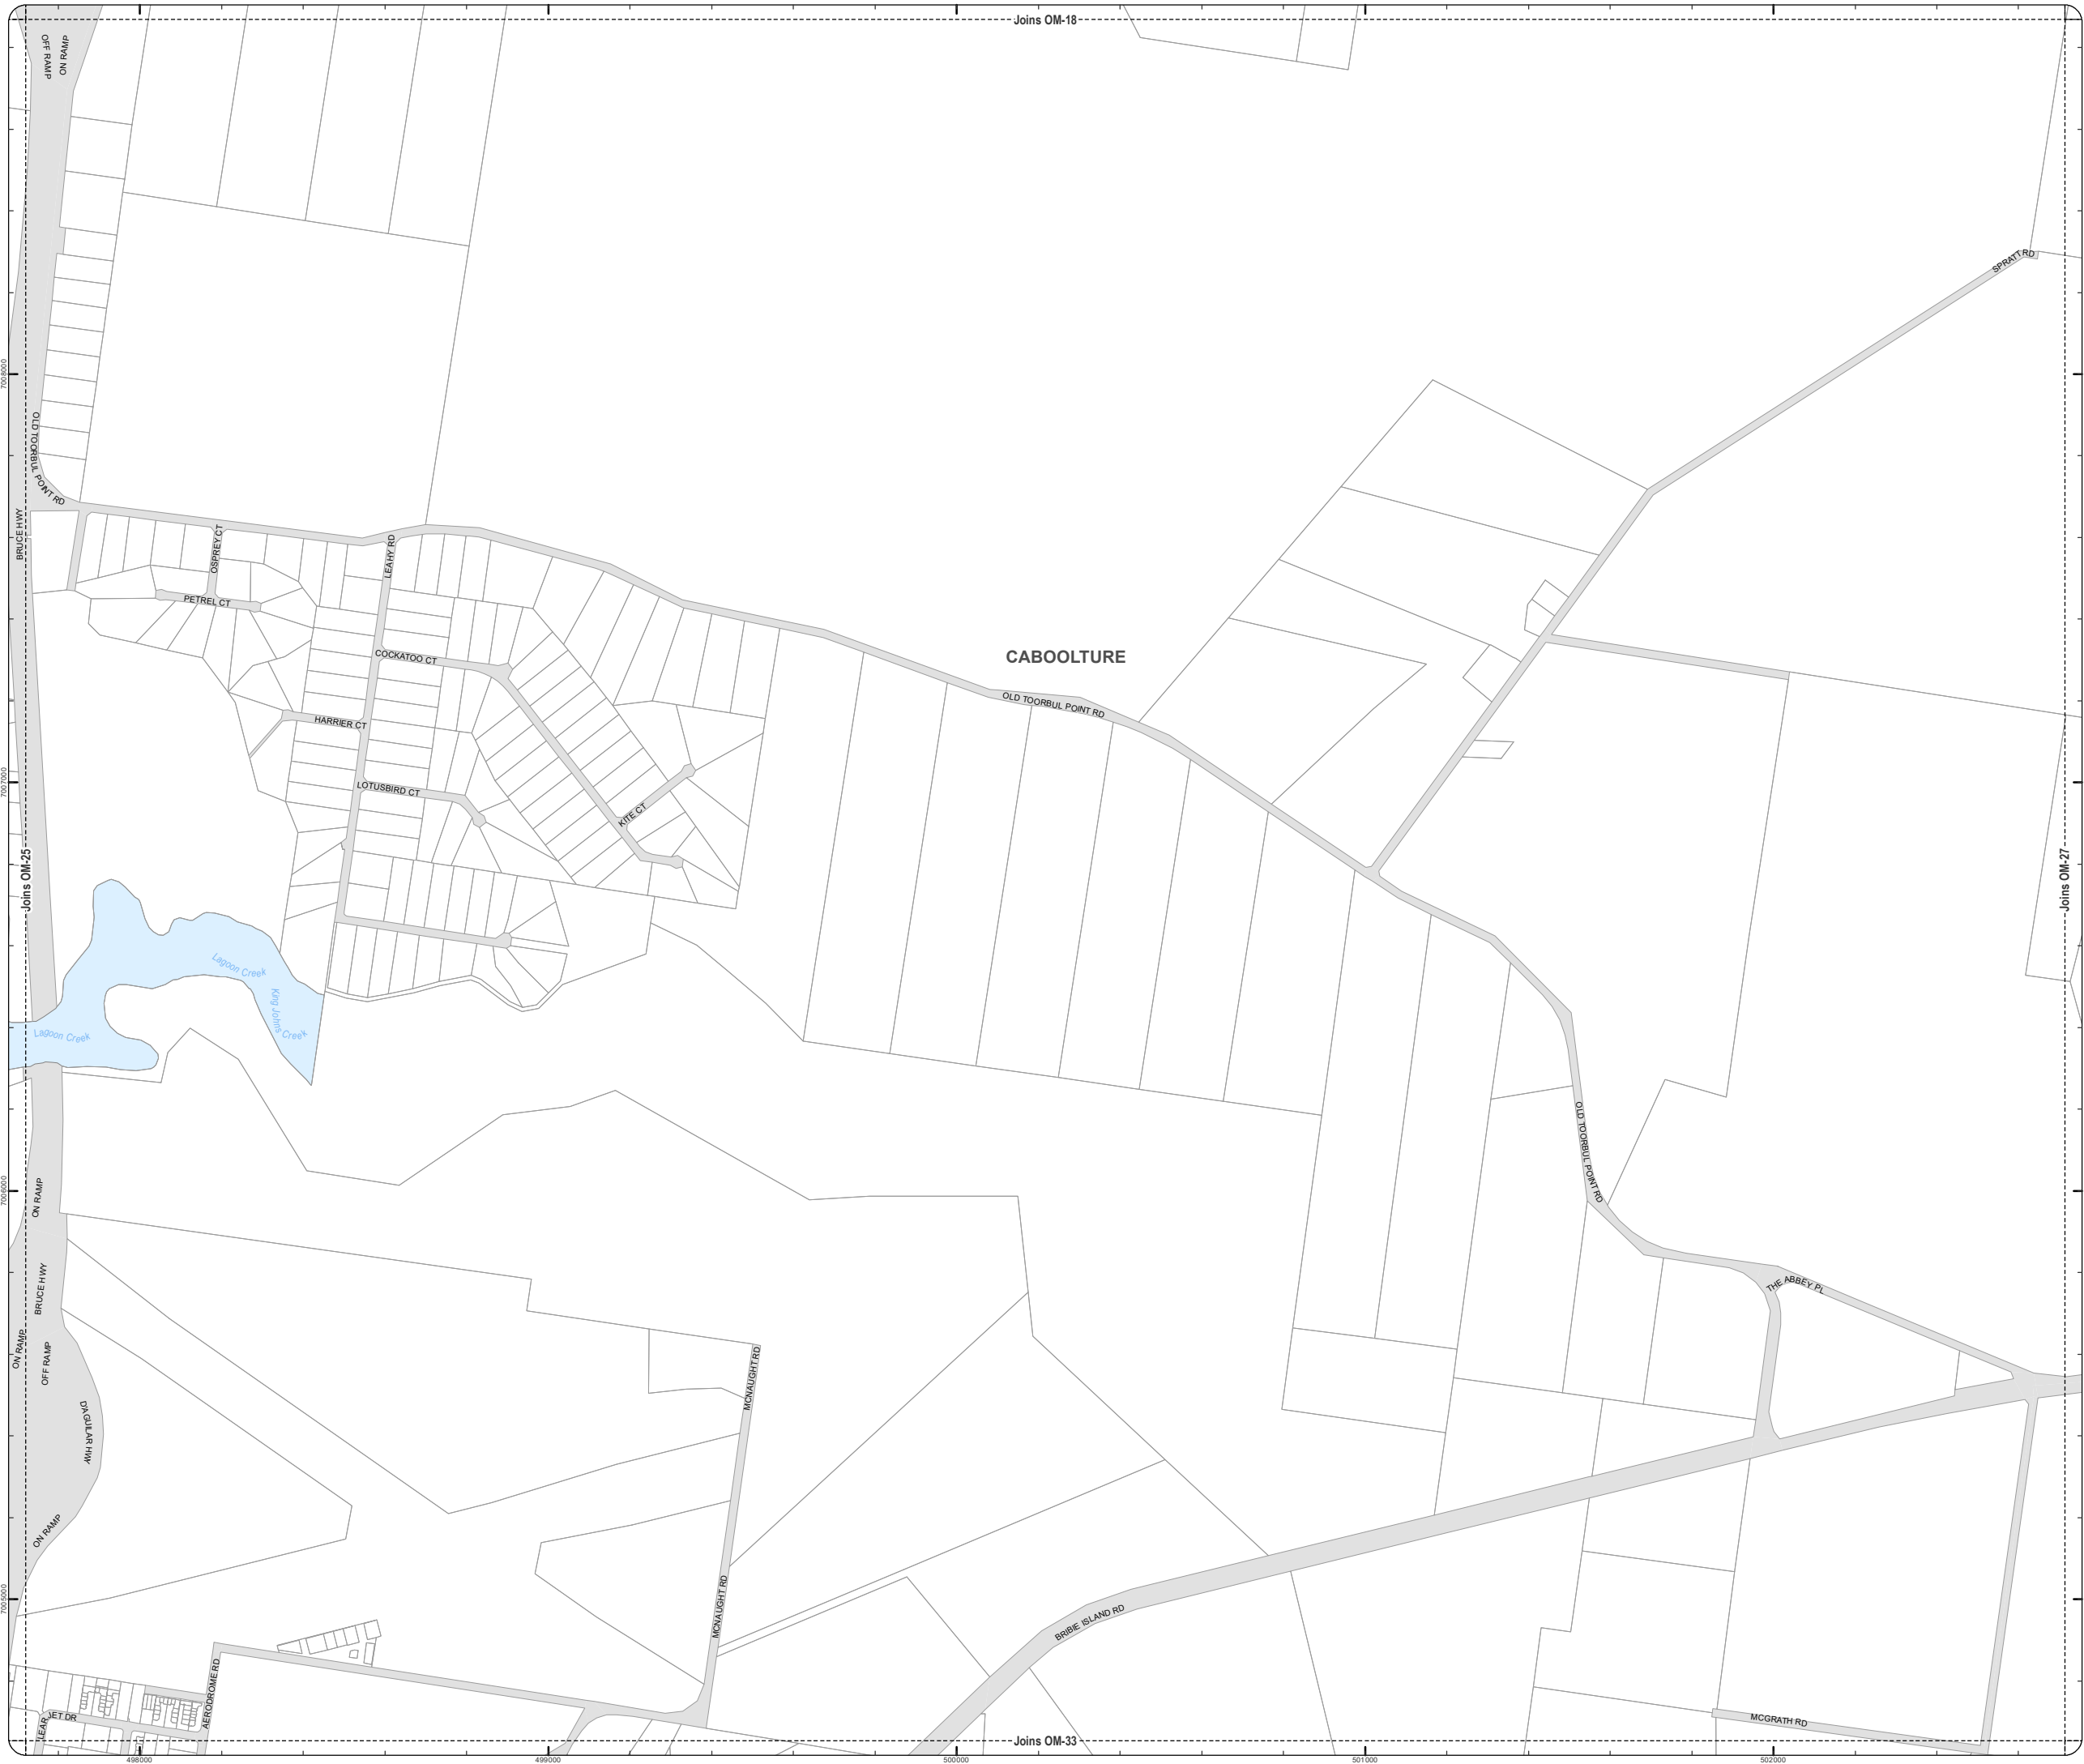 Joins OM-18
OFF RAMP
ON RAMP
SPRATT RD
7008000
OLD TOORBUL POINT RD
BRUCE HWY
OSPREY CT
LEAHY RD
PETREL CT
COCKATOO CT
CABOOLTURE
OLD TOORBUL POINT RD
HARRIER CT
7007000
LOTUSBIRD CT
KITE CT
Joins OM-25
Joins OM-27
Lagoon Creek
King Johns Creek
Lagoon Creek
OLD TOORBUL POINT RD
7006000
ON RAMP
BRUCE HWY
THE ABBEY PL
ON RAMP
OFF RAMP
MCNAUGHT RD
D'AGUILAR HWY
ON RAMP
7005000
MCNAUGHT RD
BRIBIE ISLAND RD
AERODROME RD
LEAR JET DR
MCGRATH RD
Joins OM-33
498000
499000
500000
501000
502000